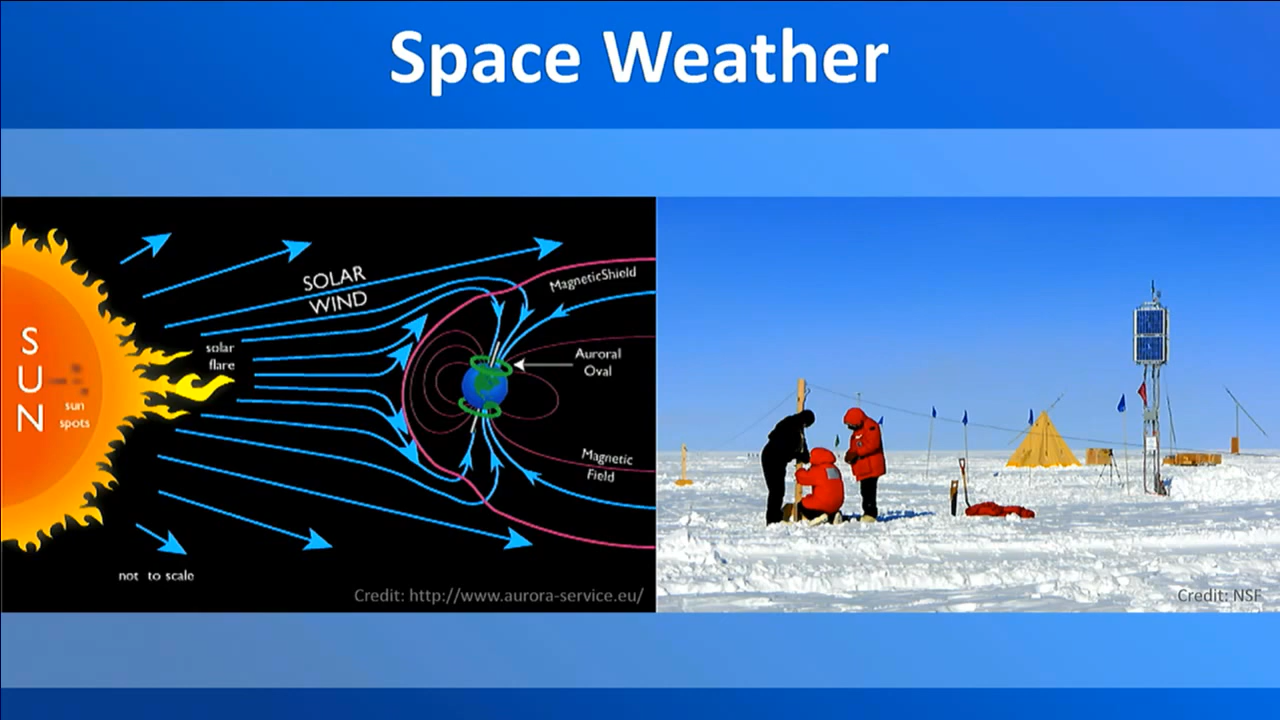 Space Weather
SOLAR
WIND
MagneticShield
solar
flare
Auroral
Oval
SUN
sun
spots
Magnetic
Field
not to scale
Credit: http://www.aurora-service.eu/
Credit: NSF